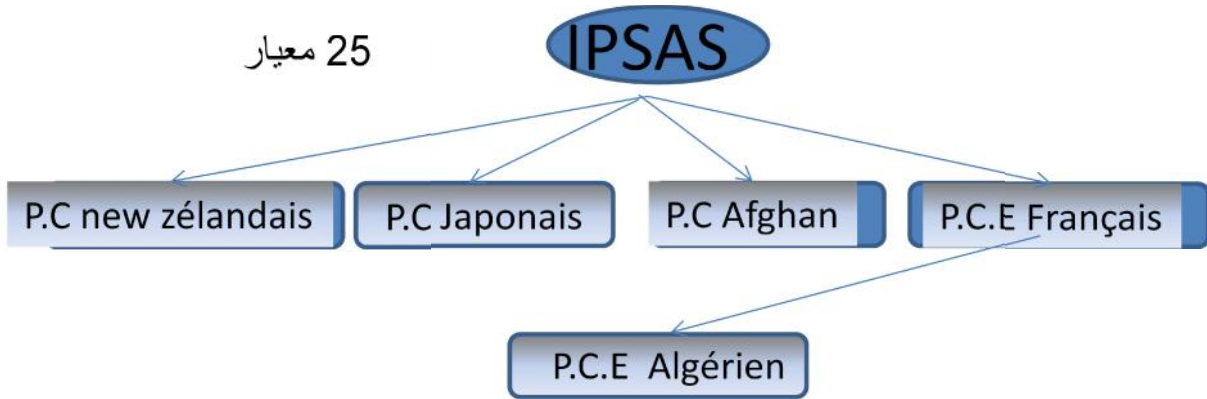 25 معيار
IPSAS
P.C new zélandais
P.C Japonais
P.C Afghan
P.C.E Français
P.C.E Algérien